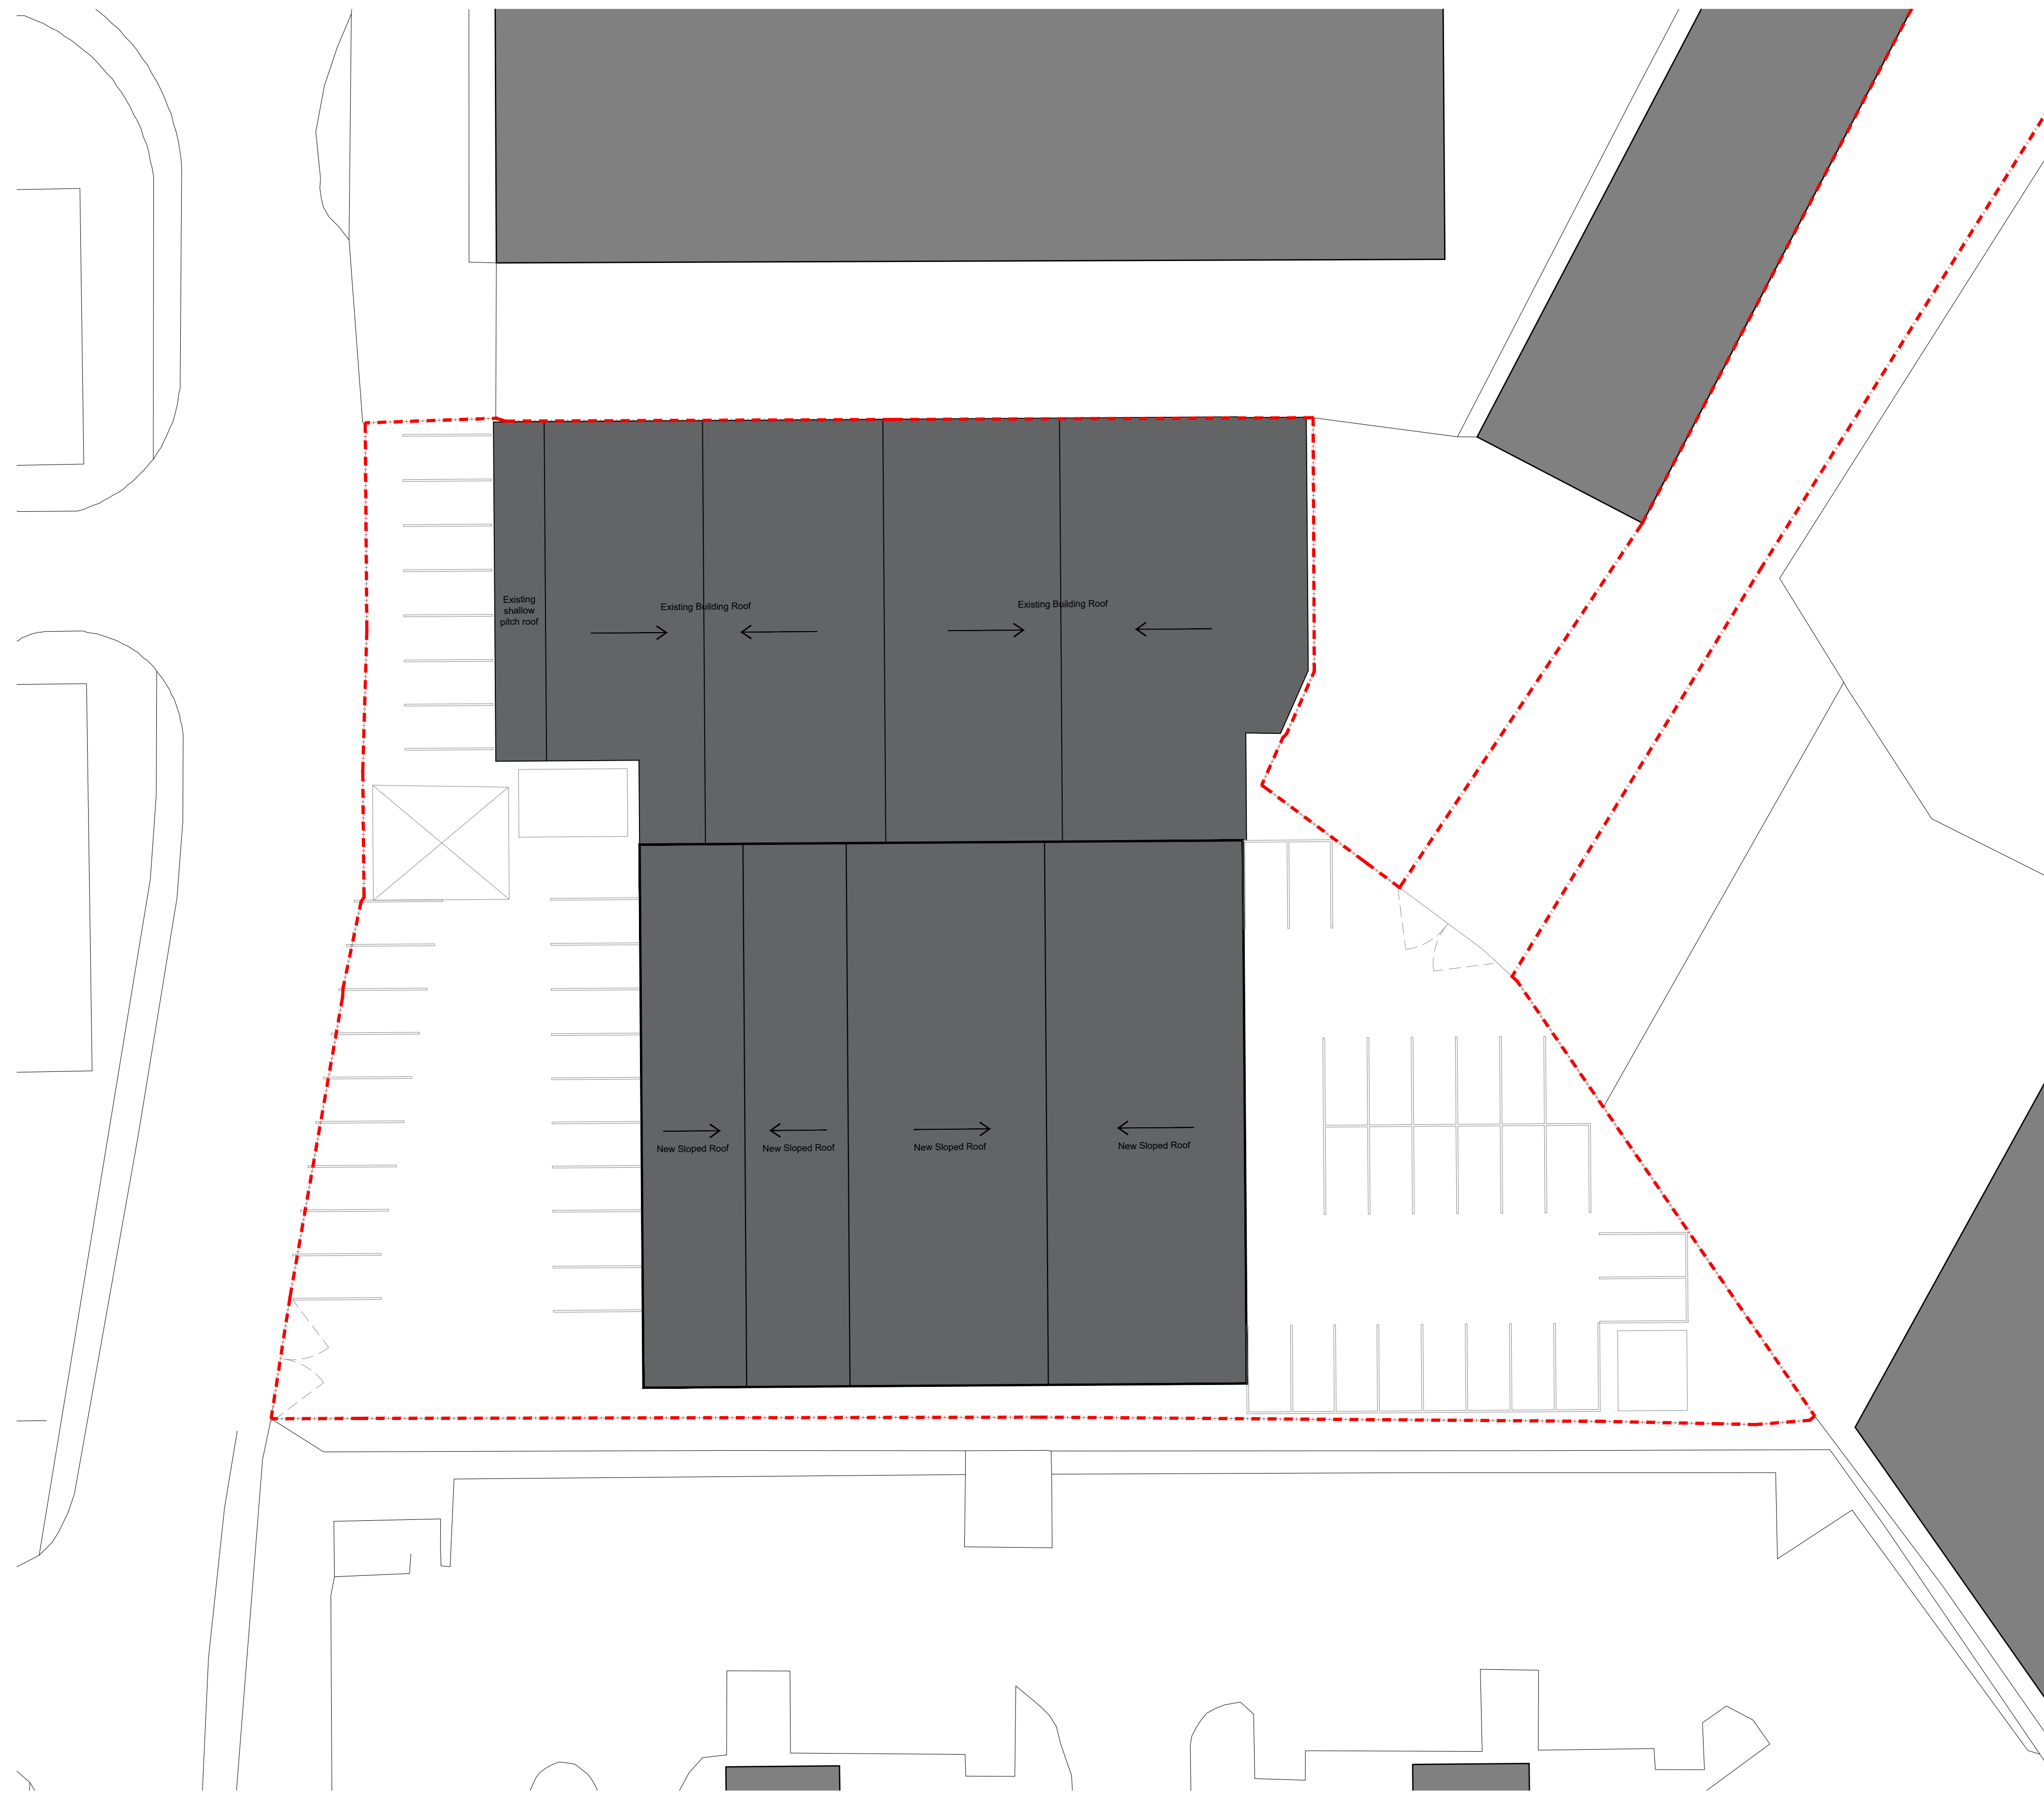 Existing
shallow
pitch roof
Existing Building Roof
Existing Building Roof
New Sloped Roof
New Sloped Roof
New Sloped Roof
New Sloped Roof